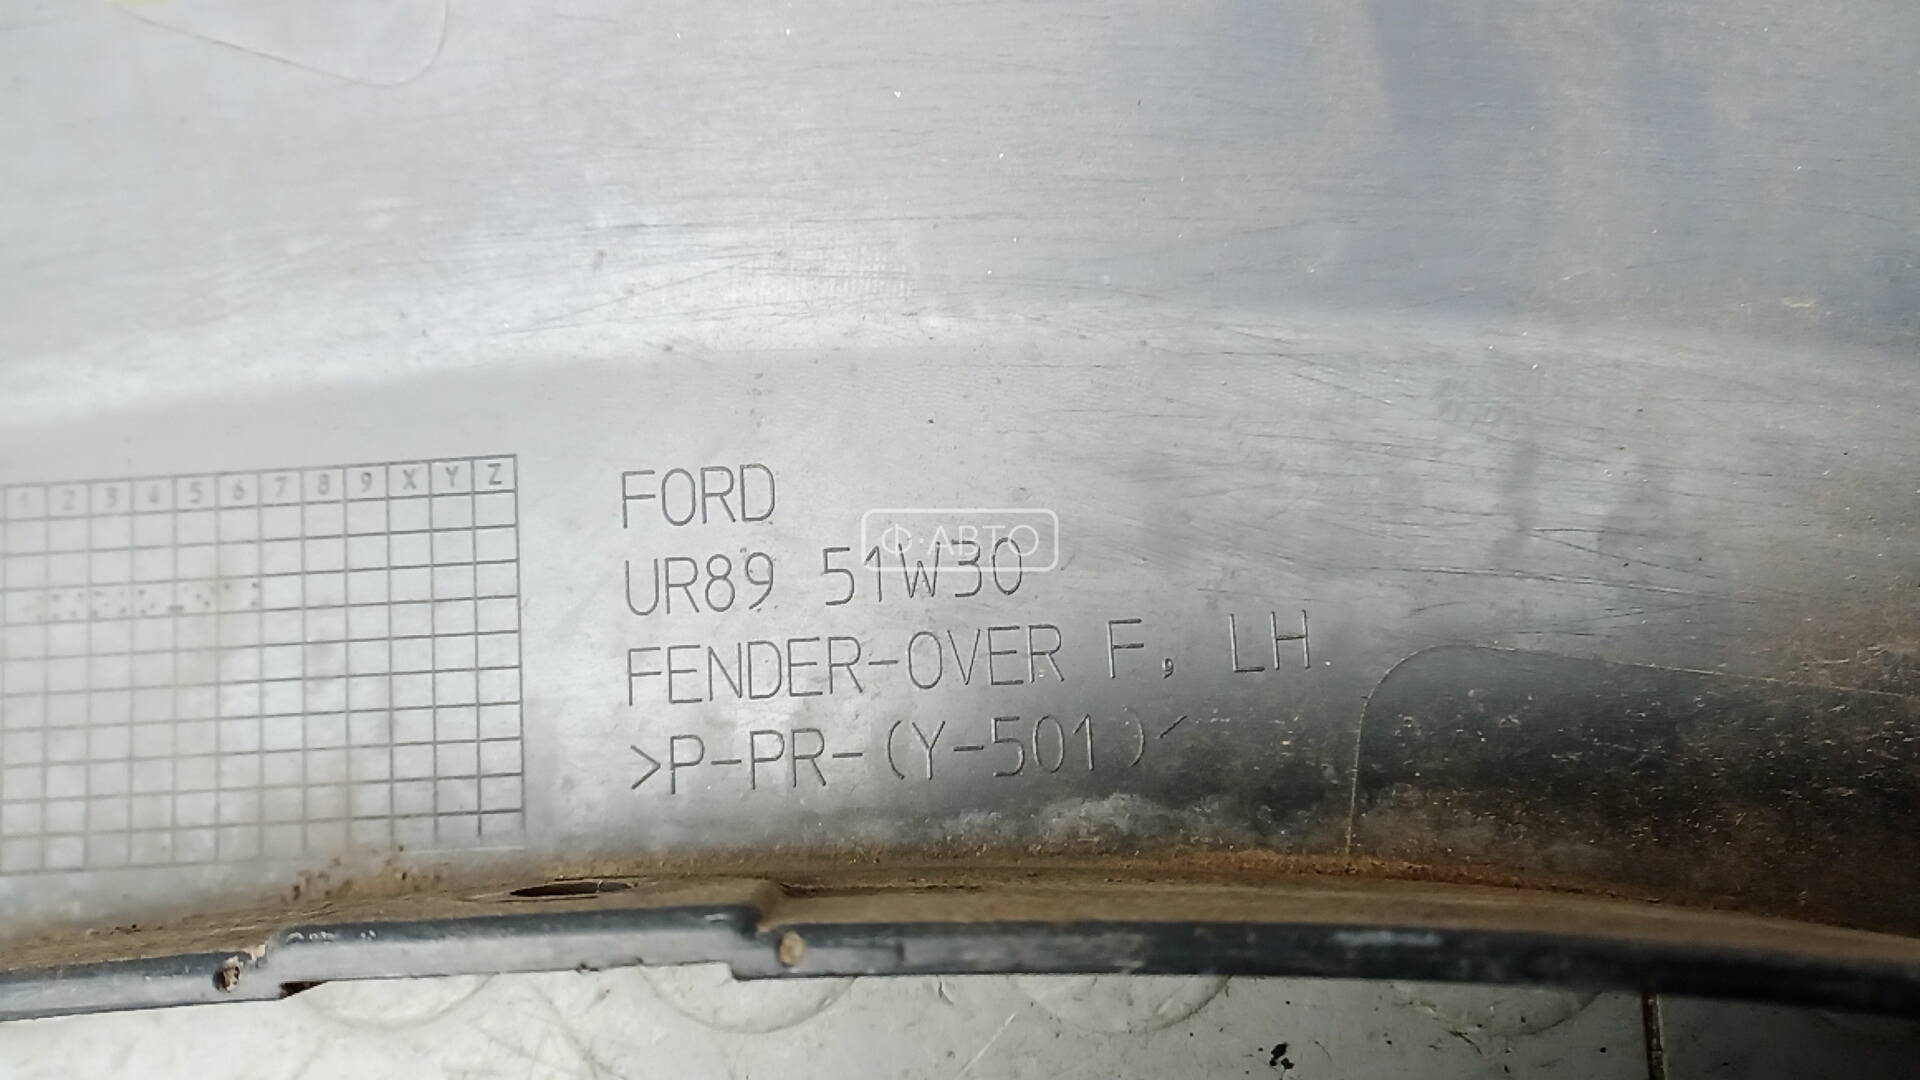 1 2 3 4 5 6 7 8 9 X Y Z
FORD
Ф·АВТО
UR89 51W30
FENDER-OVER F, LH
>P-PR-(Y-501)<